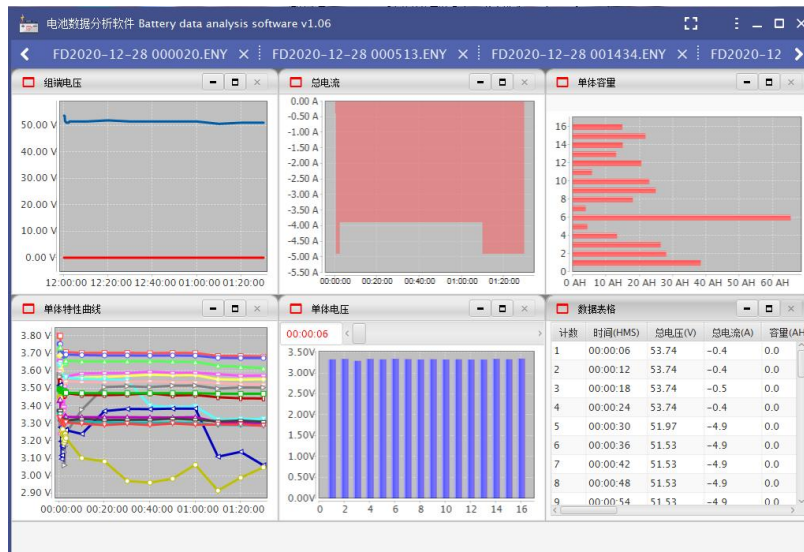 电池数据分析软件 Battery data analysis software v1.06
FD2020-12-28 000020.ENY × FD2020-12-28 000513.ENY × FD2020-12-28 001434.ENY × FD2020-12
组端电压
50.00 V
40.00 V
30.00 V
20.00 V
10.00 V
0.00 V
12:00:00 12:20:00 12:40:00 01:00:00 01:20:00
总电流
0.00 A
-0.50 A
-1.00 A
-1.50 A
-2.00 A
-2.50 A
-3.00 A
-3.50 A
-4.00 A
-4.50 A
-5.00 A
-5.50 A
00:00:00 00:20:00 00:40:00 01:00:00 01:20:00
单体容量
16
14
12
10
8
6
4
2
0
0 AH 10 AH 20 AH 30 AH 40 AH 50 AH 60 AH
单体特性曲线
3.80 V
3.70 V
3.60 V
3.50 V
3.40 V
3.30 V
3.20 V
3.10 V
3.00 V
2.90 V
00:00:00 00:20:00 00:40:00 01:00:00 01:20:00
单体电压
00:00:06
3.50V
3.00V
2.50V
2.00V
1.50V
1.00V
0.50V
0.00V
0 2 4 6 8 10 12 14 16
数据表格
计数 时间(HMS) 总电压(V) 总电流(A) 容量(AH
1 00:00:06 53.74 -0.4 0.0
2 00:00:12 53.74 -0.4 0.0
3 00:00:18 53.74 -0.5 0.0
4 00:00:24 53.74 -0.4 0.0
5 00:00:30 51.97 -4.9 0.0
6 00:00:36 51.53 -4.9 0.0
7 00:00:42 51.53 -4.9 0.0
8 00:00:48 51.53 -4.9 0.0
9 00:00:54 51.53 -4.9 0.0